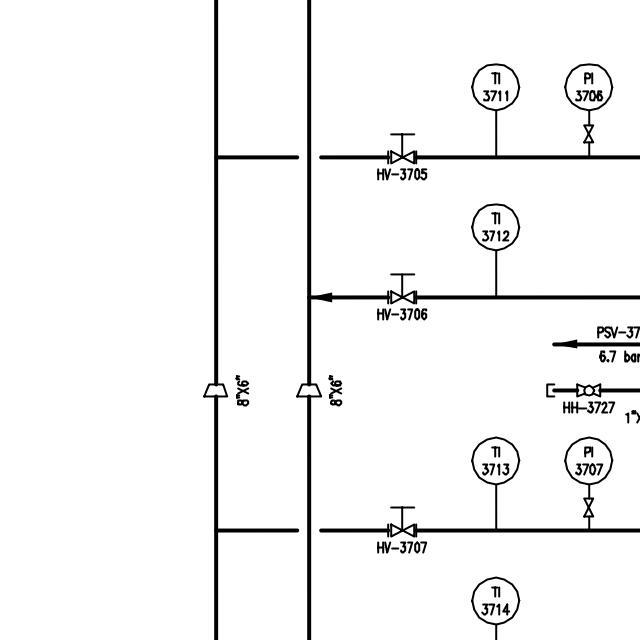 TI
3711
PI
3706
HV-3705
TI
3712
HV-3706
PSV-37
6.7 bar
8"X6"
8"X6"
HH-3727
1"X
TI
3713
PI
3707
HV-3707
TI
3714